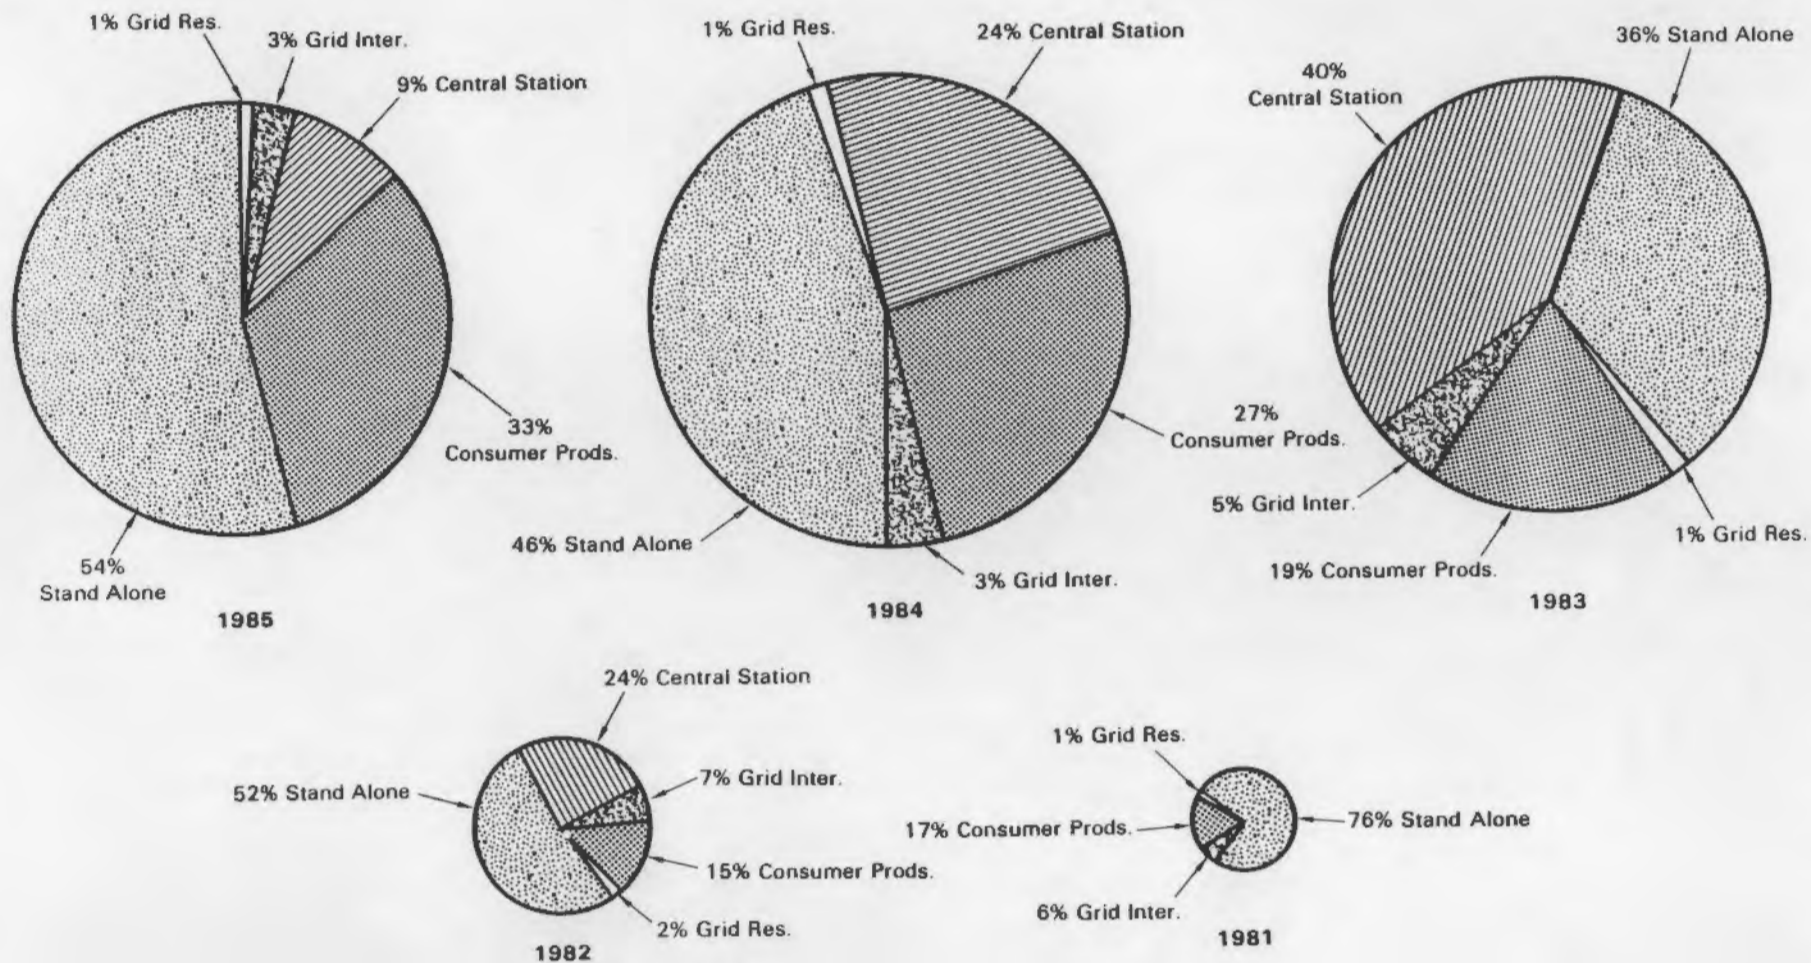 1% Grid Res.
3% Grid Inter.
9% Central Station
33%
Consumer Prods.
54%
Stand Alone
1985
1% Grid Res.
24% Central Station
27%
Consumer Prods.
46% Stand Alone
3% Grid Inter.
1984
36% Stand Alone
40%
Central Station
5% Grid Inter.
1% Grid Res.
19% Consumer Prods.
1983
24% Central Station
52% Stand Alone
7% Grid Inter.
15% Consumer Prods.
2% Grid Res.
1982
1% Grid Res.
17% Consumer Prods.
76% Stand Alone
6% Grid Inter.
1981